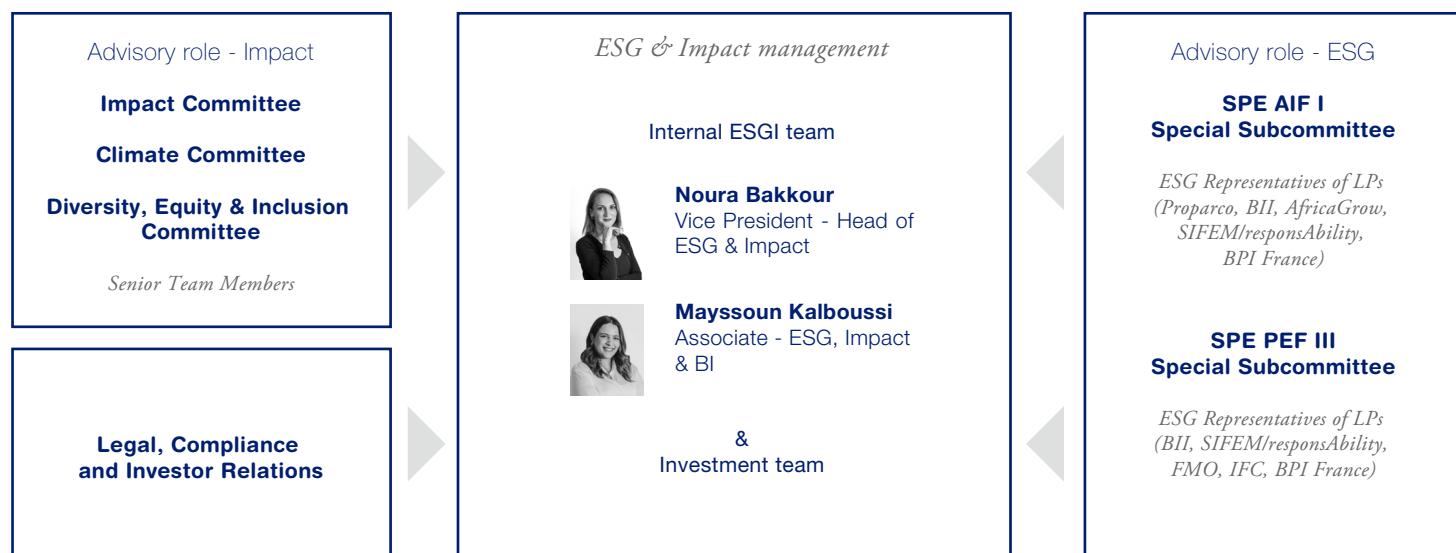 Advisory role - Impact
Impact Committee
Climate Committee
Diversity, Equity & Inclusion
Committee
Senior Team Members
Legal, Compliance
and Investor Relations
ESG & Impact management
Internal ESGI team
Noura Bakkour
Vice President - Head of
ESG & Impact
Mayssoun Kalboussi
Associate - ESG, Impact
& BI
&
Investment team
Advisory role - ESG
SPE AIF I
Special Subcommittee
ESG Representatives of LPs
(Proparco, BII, AfricaGrow,
SIFEM/responsAbility,
BPI France)
SPE PEF III
Special Subcommittee
ESG Representatives of LPs
(BII, SIFEM/responsAbility,
FMO, IFC, BPI France)